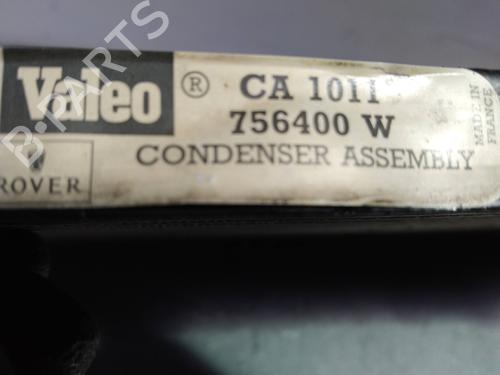 Valeo ® CA 1011
756400 W
CONDENSER ASSEMBLY
ROVER
MADE IN
FRANCE
B-PARTS